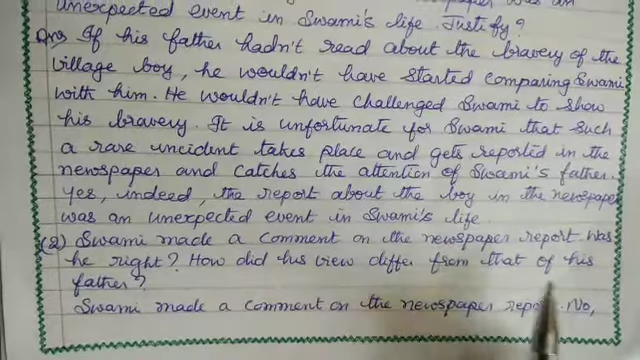 unexpected event in Swami's life. Justify?
Ans If his father hadn't read about the bravery of the
village boy, he wouldn't have started comparing Swami
with him. He wouldn't have challenged Swami to show
his bravery. It is unfortunate for Swami that such
a rare uncident takes place and gets reported in the
newspaper and catches the attention of Swami's father.
Yes, indeed, the report about the boy in the newspaper
was an unexpected event in Swami's life.
(2) Swami made a comment on the newspaper report. Was
he right? How did his view differ from that of his
father?
Swami made a comment on the newspaper report. No,